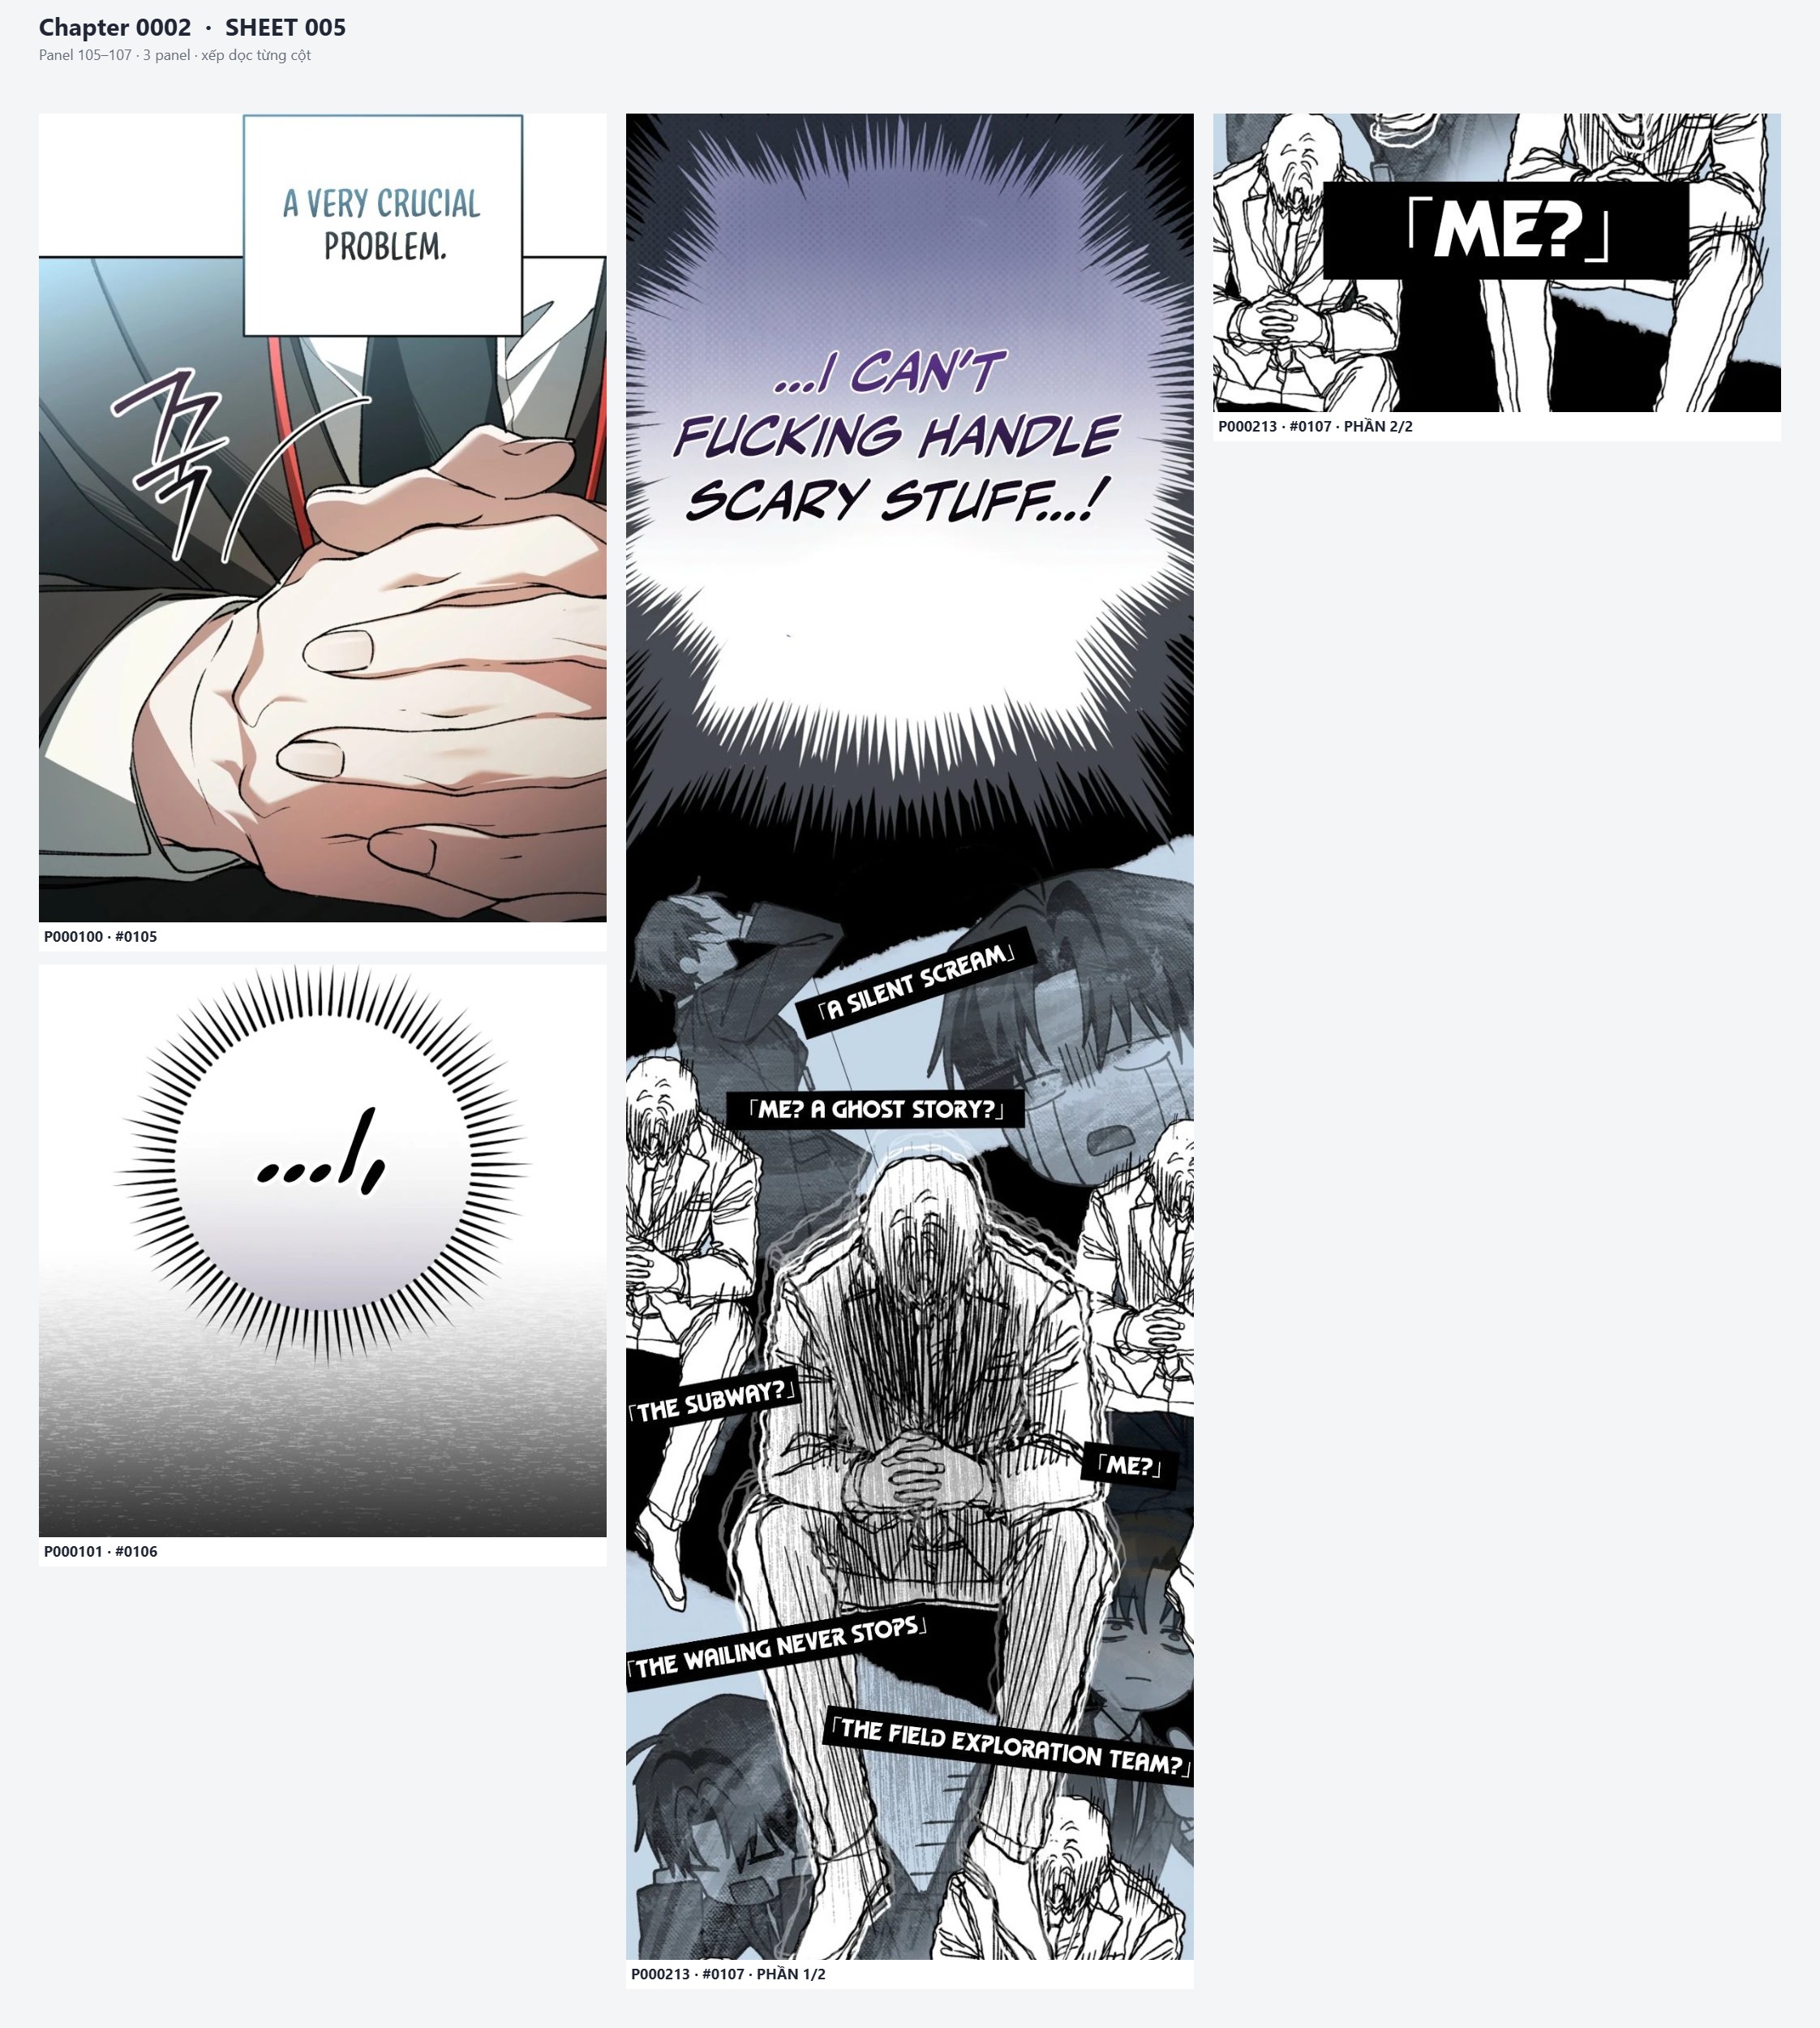 Chapter 0002 · SHEET 005
Panel 105–107 · 3 panel · xếp dọc từng cột
A VERY CRUCIAL
PROBLEM.
꾸욱
P000100 · #0105
...I,
P000101 · #0106
...I CAN'T
FUCKING HANDLE
SCARY STUFF...!
「A SILENT SCREAM」
「ME? A GHOST STORY?」
「THE SUBWAY?」
「ME?」
「THE WAILING NEVER STOPS」
「THE FIELD EXPLORATION TEAM?」
P000213 · #0107 · PHẦN 1/2
「ME?」
P000213 · #0107 · PHẦN 2/2